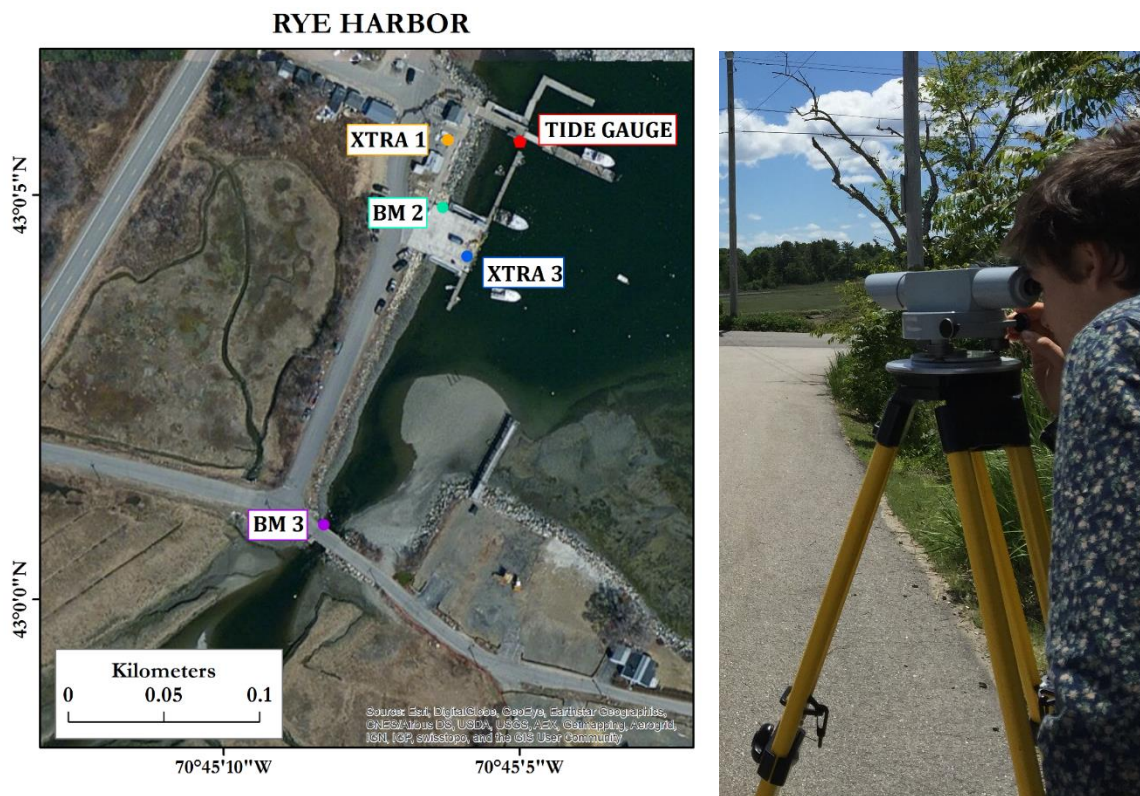 RYE HARBOR
XTRA 1
TIDE GAUGE
BM 2
XTRA 3
BM 3
43°0'5"N
43°0'0"N
Kilometers
0 0.05 0.1
Source: Esri, DigitalGlobe, GeoEye, Earthstar Geographics,
CNES/Airbus DS, USDA, USGS, AEX, Getmapping, Aerogrid,
IGN, IGP, swisstopo, and the GIS User Community
70°45'10"W 70°45'5"W